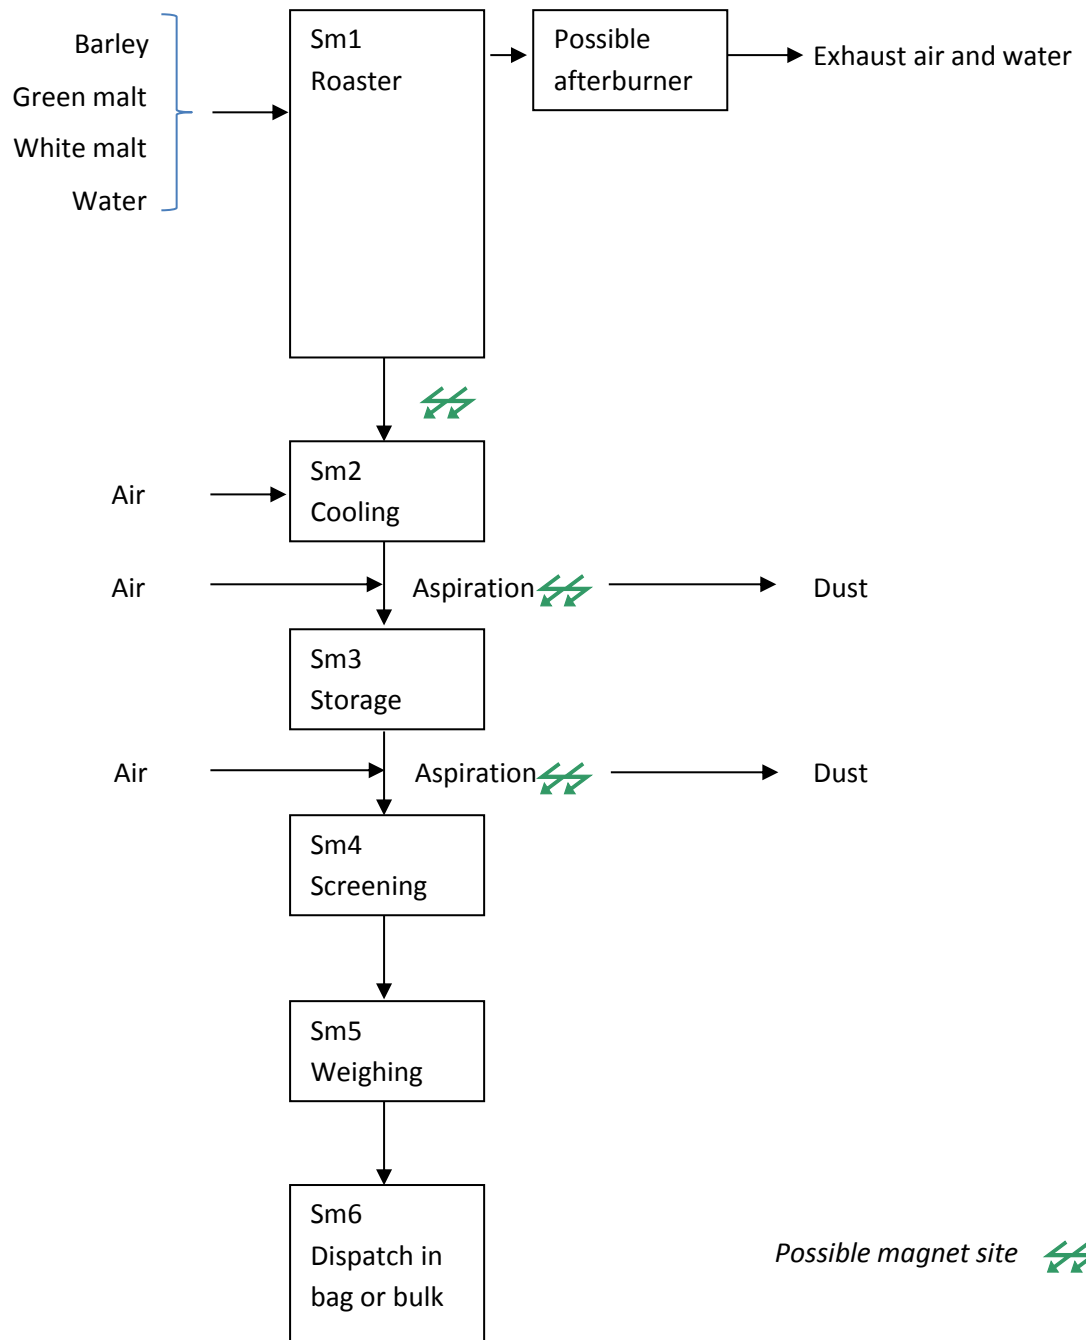 Barley
Green malt
White malt
Water
Sm1
Roaster
Possible
afterburner
Exhaust air and water
Sm2
Cooling
Air
Air
Aspiration
Dust
Sm3
Storage
Air
Aspiration
Dust
Sm4
Screening
Sm5
Weighing
Sm6
Dispatch in
bag or bulk
Possible magnet site